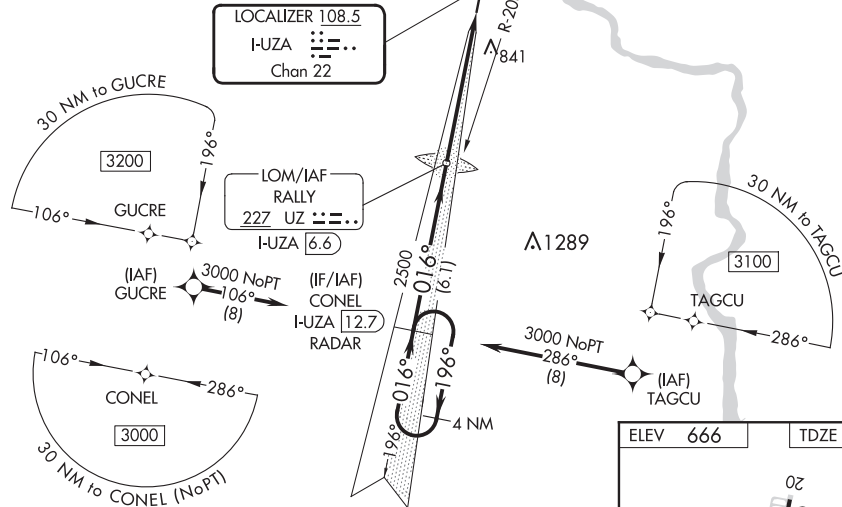 LOCALIZER 108.5
I-UZA
Chan 22
R-20
841
30 NM to GUCRE
3200
196°
106°
GUCRE
LOM/IAF
RALLY
227 UZ
I-UZA 6.6
1289
30 NM to TAGCU
196°
3100
TAGCU
286°
(IAF)
GUCRE
3000 NoPT
106°
(8)
(IF/IAF)
CONEL
I-UZA 12.7
RADAR
2500
016°
(6.1)
3000 NoPT
286°
(8)
(IAF)
TAGCU
106°
286°
CONEL
3000
30 NM to CONEL (NoPT)
016°
196°
196°
4 NM
ELEV 666
TDZE
20